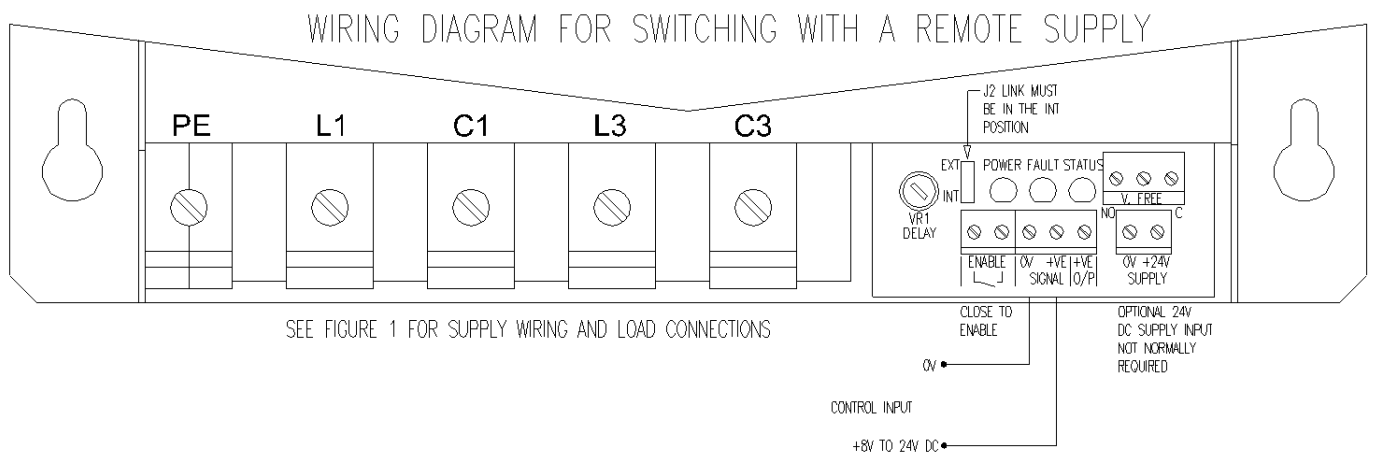 WIRING DIAGRAM FOR SWITCHING WITH A REMOTE SUPPLY
J2 LINK MUST
BE IN THE INT
POSITION
PE L1 C1 L3 C3
EXT POWER FAULT STATUS
INT
V. FREE
NO C
VR1
DELAY
ENABLE 0V +VE +VE 0V +24V
SIGNAL O/P SUPPLY
CLOSE TO
ENABLE
OPTIONAL 24V
DC SUPPLY INPUT
NOT NORMALLY
REQUIRED
SEE FIGURE 1 FOR SUPPLY WIRING AND LOAD CONNECTIONS
0V
CONTROL INPUT
+8V TO 24V DC